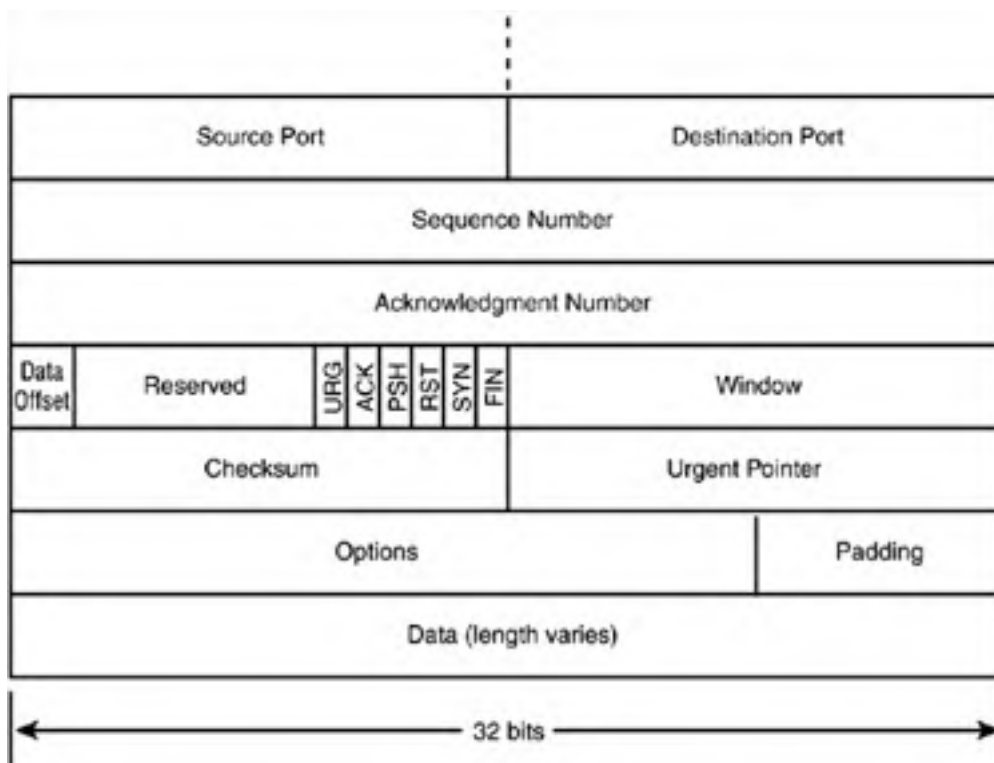 Source Port Destination Port
Sequence Number
Acknowledgment Number
Data Offset Reserved URG ACK PSH RST SYN FIN Window
Checksum Urgent Pointer
Options Padding
Data (length varies)
32 bits